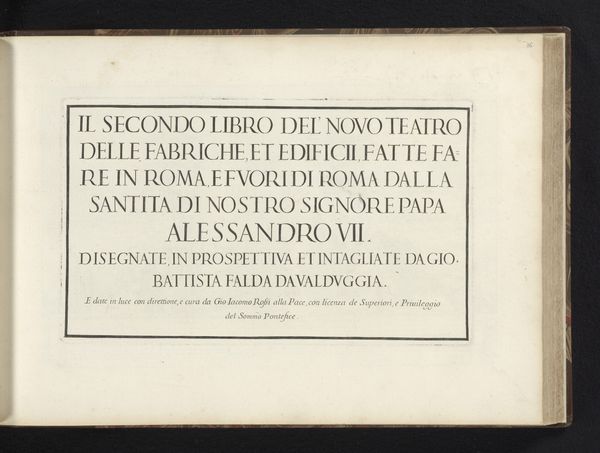 IL SECONDO LIBRO DEL' NOVO TEATRO
DELLE, FABRICHE, ET EDIFICII, FATTE FA=
RE IN ROMA, E FVORI DI ROMA DALLA
SANTITA DI NOSTRO SIGNORE PAPA
ALESSANDRO VII.
DISEGNATE, IN PROSPETTIVA ET INTAGLIATE DA GIO.
BATTISTA FALDA DA VALDVGGIA.
E date in luce con direttione, e cura da Gio Iacomo Rossi alla Pace, con licenza de Superiori, e Priuileggio
del Sommo Pontefice.